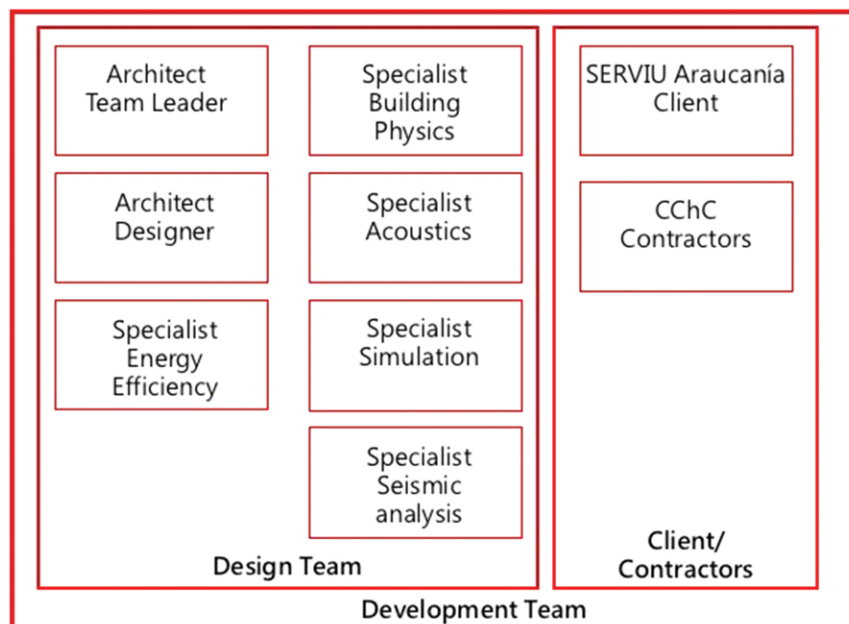 Architect
Team Leader
Architect
Designer
Specialist
Energy
Efficiency
Specialist
Building
Physics
Specialist
Acoustics
Specialist
Simulation
Specialist
Seismic
analysis
Design Team
SERVIU Araucanía
Client
CChC
Contractors
Client/
Contractors
Development Team